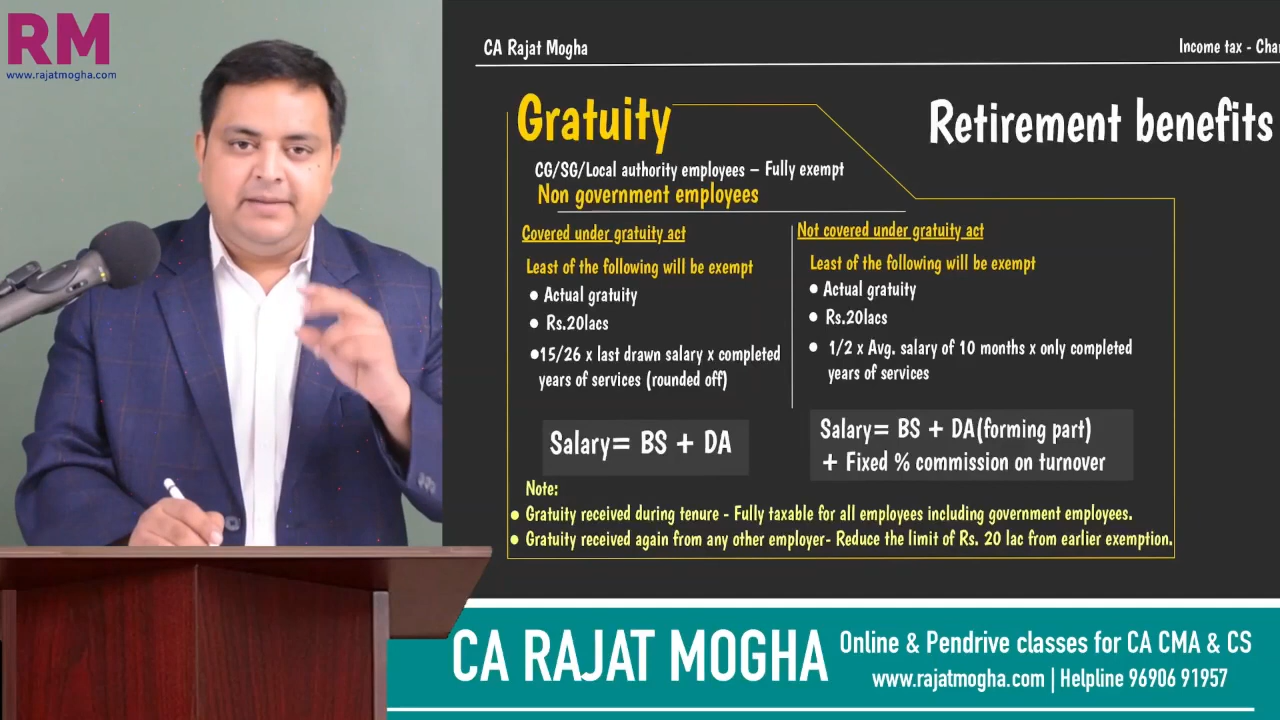 RM
www.rajatmogha.com
CA Rajat Mogha
Income tax - Cha
Gratuity
Retirement benefits
CG/SG/Local authority employees – Fully exempt
Non government employees
Covered under gratuity act
Least of the following will be exempt
● Actual gratuity
● Rs.20lacs
●15/26 x last drawn salary x completed
years of services (rounded off)
Salary= BS + DA
Not covered under gratuity act
Least of the following will be exempt
● Actual gratuity
● Rs.20lacs
● 1/2 x Avg. salary of 10 months x only completed
years of services
Salary= BS + DA(forming part)
+ Fixed % commission on turnover
Note:
● Gratuity received during tenure - Fully taxable for all employees including government employees.
● Gratuity received again from any other employer- Reduce the limit of Rs. 20 lac from earlier exemption.
CA RAJAT MOGHA
Online & Pendrive classes for CA CMA & CS
www.rajatmogha.com | Helpline 96906 91957